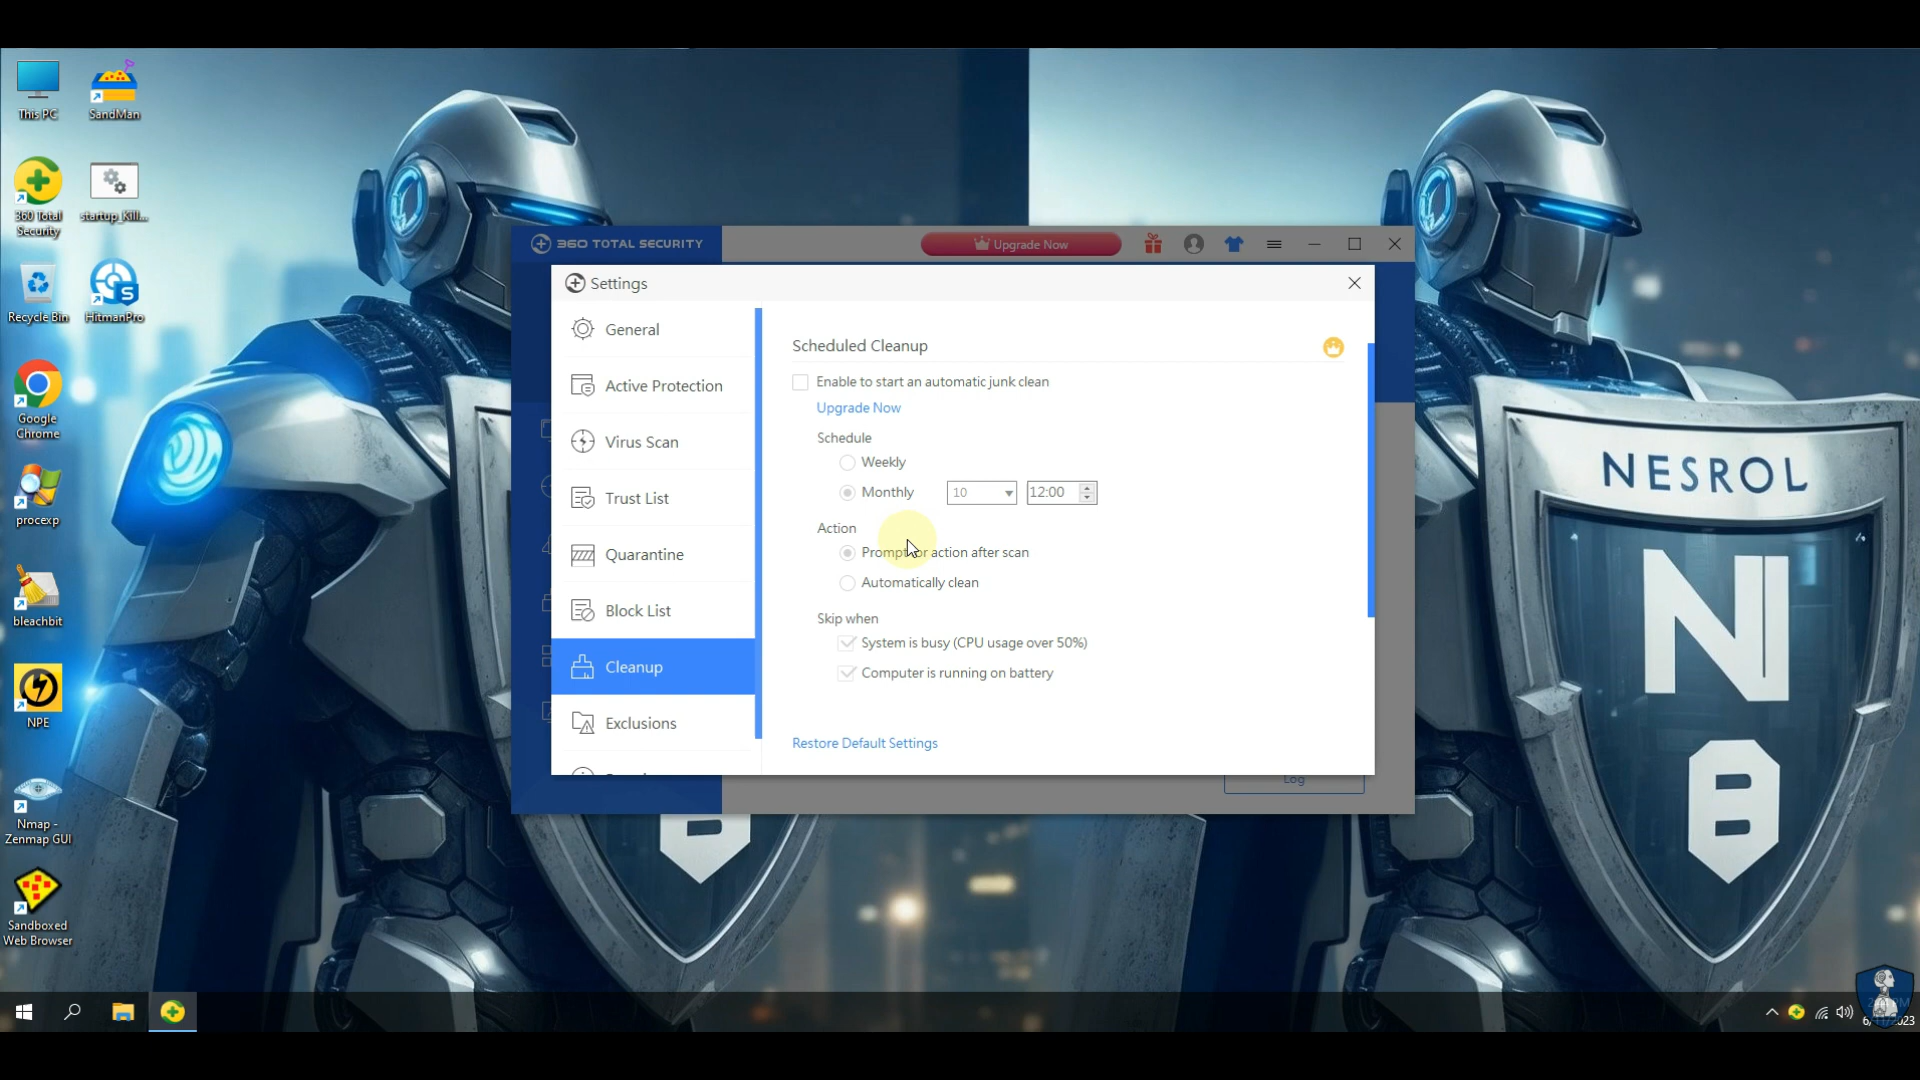 This PC
SandMan
360 Total
Security
startup_Kill...
Recycle Bin
HitmanPro
Google
Chrome
procexp
bleachbit
NPE
Nmap -
Zenmap GUI
Sandboxed
Web Browser
360 TOTAL SECURITY
Upgrade Now
Settings
General
Active Protection
Virus Scan
Trust List
Quarantine
Block List
Cleanup
Exclusions
Scheduled Cleanup
Enable to start an automatic junk clean
Upgrade Now
Schedule
Weekly
Monthly 10 12:00
Action
Prompt for action after scan
Automatically clean
Skip when
System is busy (CPU usage over 50%)
Computer is running on battery
Restore Default Settings
Log
NESROL
N
B
B